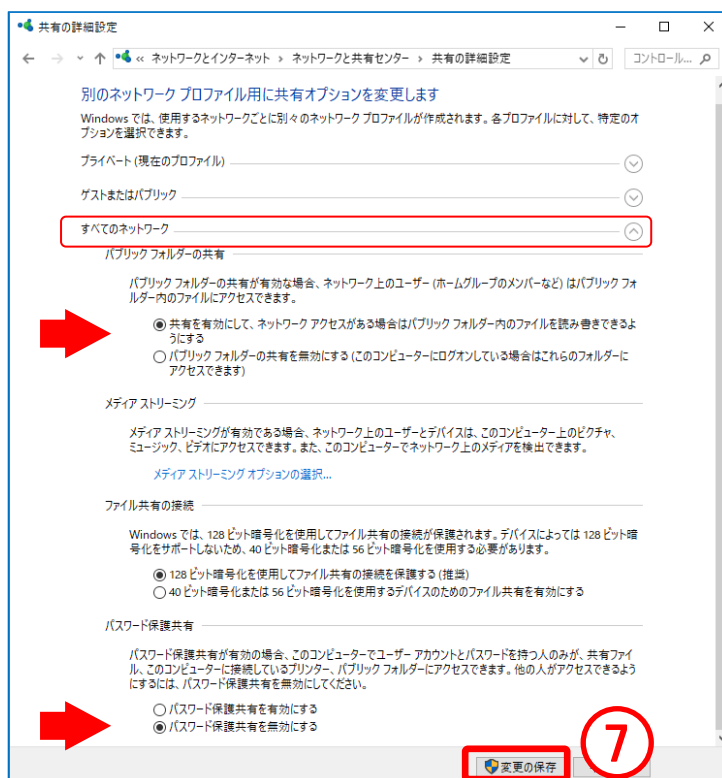 共有の詳細設定
« ネットワークとインターネット › ネットワークと共有センター › 共有の詳細設定
コントロール...
別のネットワーク プロファイル用に共有オプションを変更します
Windows では、使用するネットワークごとに別々のネットワーク プロファイルが作成されます。各プロファイルに対して、特定のオ
プションを選択できます。
プライベート (現在のプロファイル)
ゲストまたはパブリック
すべてのネットワーク
パブリック フォルダーの共有
パブリック フォルダーの共有が有効な場合、ネットワーク上のユーザー (ホームグループのメンバーなど) はパブリック フォ
ルダー内のファイルにアクセスできます。
共有を有効にして、ネットワーク アクセスがある場合はパブリック フォルダー内のファイルを読み書きできるよ
うにする
パブリック フォルダーの共有を無効にする (このコンピューターにログオンしている場合はこれらのフォルダーに
アクセスできます)
メディア ストリーミング
メディア ストリーミングが有効である場合、ネットワーク上のユーザーとデバイスは、このコンピューター上のピクチャ、
ミュージック、ビデオにアクセスできます。また、このコンピューターでネットワーク上のメディアを検出できます。
メディア ストリーミング オプションの選択...
ファイル共有の接続
Windows では、128 ビット暗号化を使用してファイル共有の接続が保護されます。デバイスによっては 128 ビット暗
号化をサポートしないため、40 ビット暗号化または 56 ビット暗号化を使用する必要があります。
128 ビット暗号化を使用してファイル共有の接続を保護する (推奨)
40 ビット暗号化または 56 ビット暗号化を使用するデバイスのためのファイル共有を有効にする
パスワード保護共有
パスワード保護共有が有効の場合、このコンピューターでユーザー アカウントとパスワードを持つ人のみが、共有ファイ
ル、このコンピューターに接続しているプリンター、パブリック フォルダーにアクセスできます。他の人がアクセスできるよう
にするには、パスワード保護共有を無効にしてください。
パスワード保護共有を有効にする
パスワード保護共有を無効にする
変更の保存
7